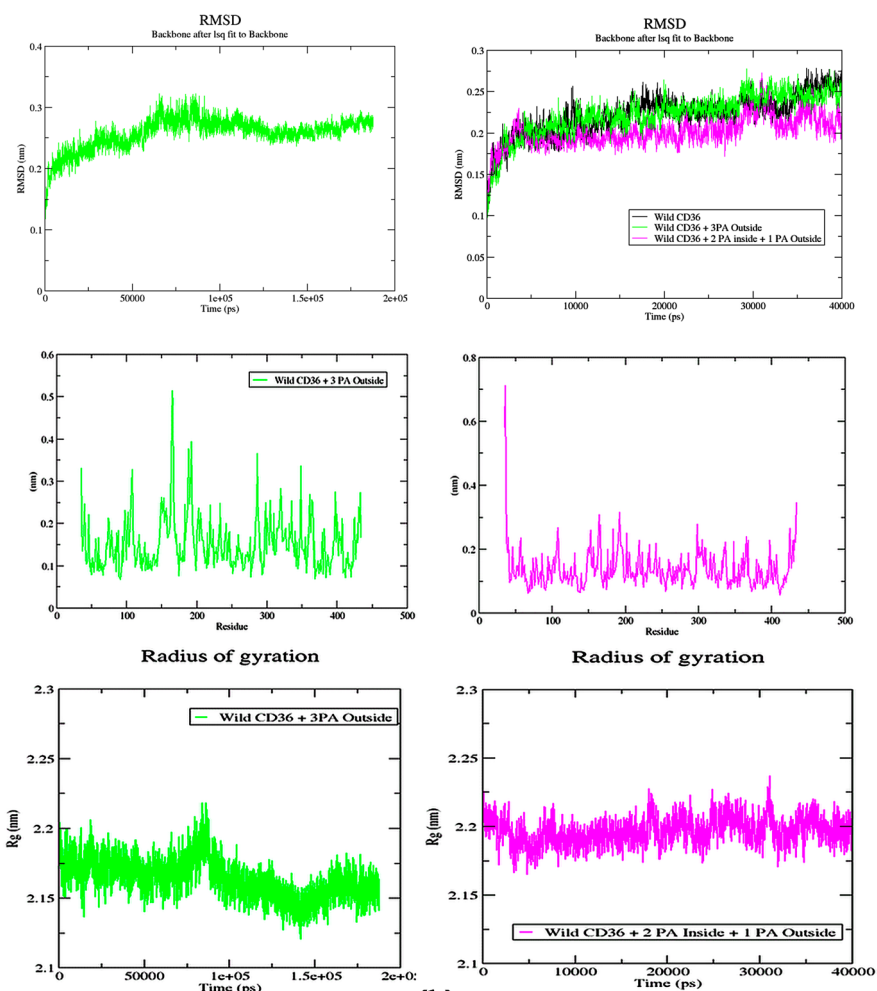 RMSD
Backbone after lsq fit to Backbone
0.4
0.3
0.2
0.1
0
RMSD (nm)
0 50000 1e+05 1.5e+05 2e+05
Time (ps)
RMSD
Backbone after lsq fit to Backbone
0.3
0.25
0.2
0.15
0.1
0.05
0
RMSD (nm)
Wild CD36
Wild CD36 + 3PA Outside
Wild CD36 + 2 PA inside + 1 PA Outside
0 10000 20000 30000 40000
Time (ps)
0.6
0.5
0.4
0.3
0.2
0.1
0
(nm)
Wild CD36 + 3 PA Outside
0 100 200 300 400 500
Residue
0.8
0.6
0.4
0.2
0
(nm)
0 100 200 300 400 500
Residue
Radius of gyration
2.3
2.25
2.2
2.15
2.1
Rg (nm)
Wild CD36 + 3PA Outside
0 50000 1e+05 1.5e+05
Time (ps)
Radius of gyration
2.3
2.25
2.2
2.15
2.1
Rg (nm)
Wild CD36 + 2 PA Inside + 1 PA Outside
0 10000 20000 30000 40000
Time (ps)